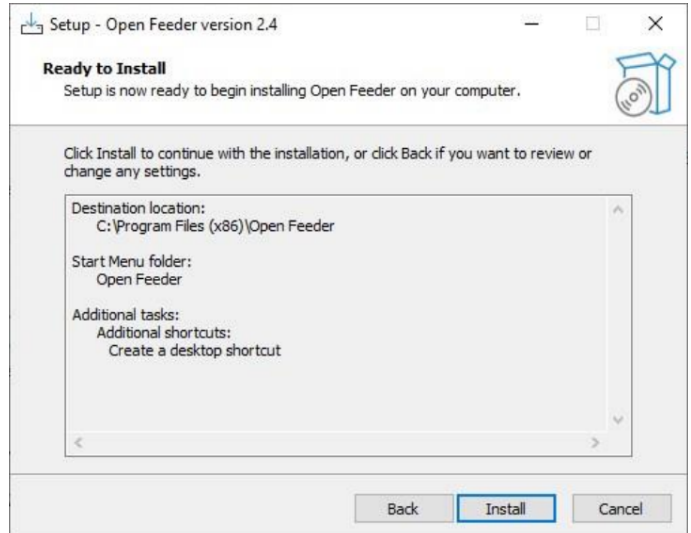 Setup - Open Feeder version 2.4
Ready to Install
Setup is now ready to begin installing Open Feeder on your computer.
Click Install to continue with the installation, or click Back if you want to review or
change any settings.
Destination location:
C:\Program Files (x86)\Open Feeder
Start Menu folder:
Open Feeder
Additional tasks:
Additional shortcuts:
Create a desktop shortcut
Back Install Cancel